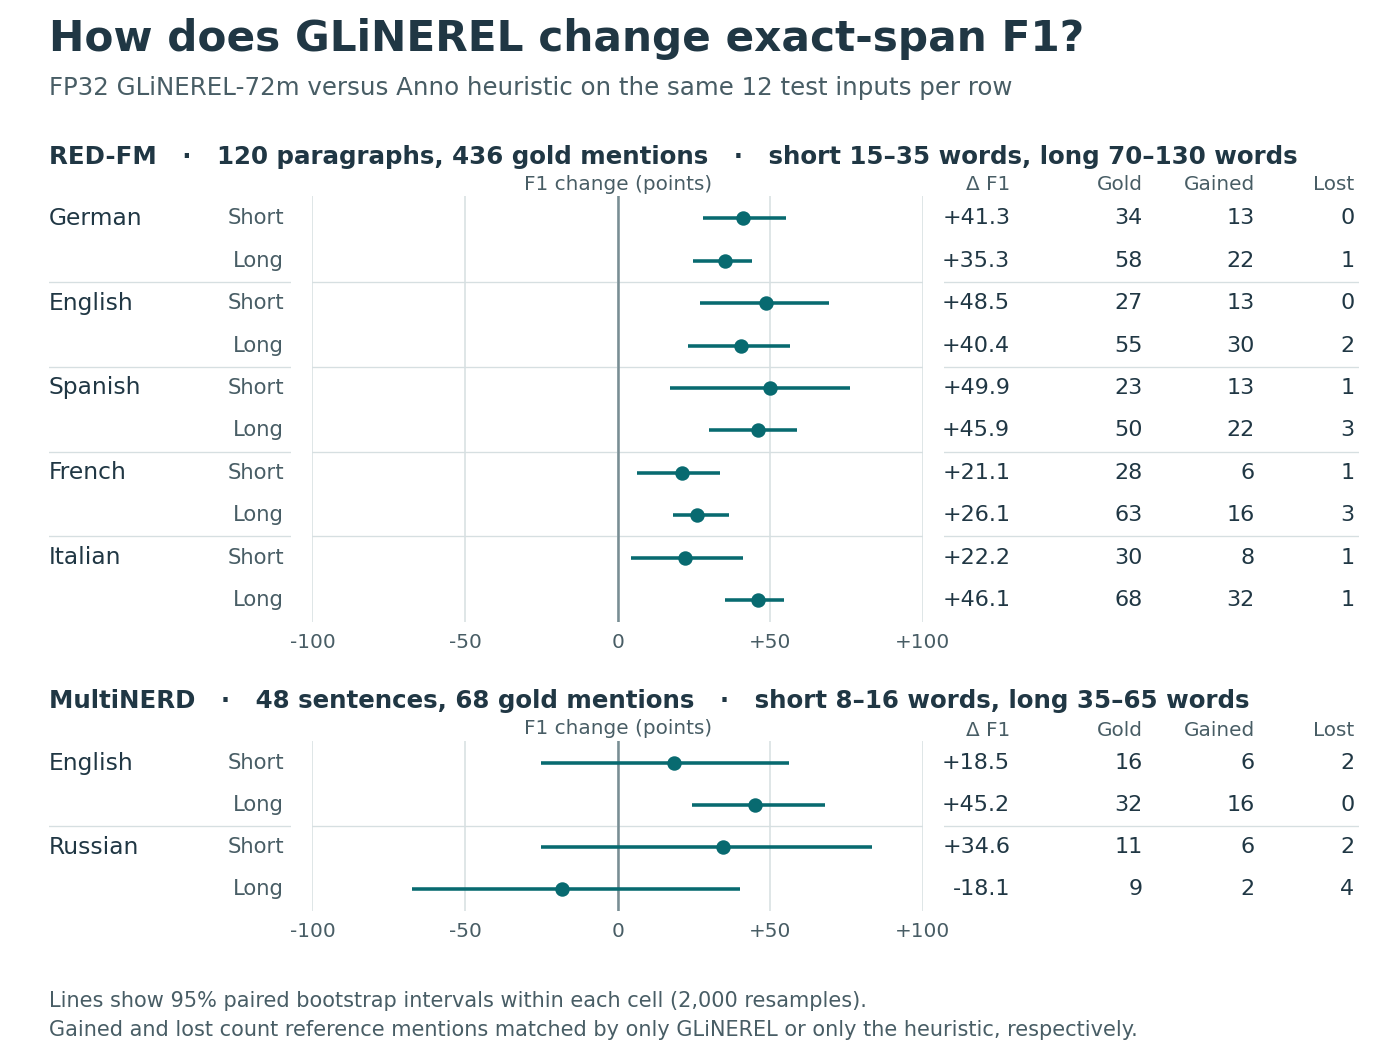 How does GLiNEREL change exact-span F1?
FP32 GLiNEREL-72m versus Anno heuristic on the same 12 test inputs per row
RED-FM · 120 paragraphs, 436 gold mentions · short 15–35 words, long 70–130 words
F1 change (points) Δ F1 Gold Gained Lost
German Short +41.3 34 13 0
Long +35.3 58 22 1
English Short +48.5 27 13 0
Long +40.4 55 30 2
Spanish Short +49.9 23 13 1
Long +45.9 50 22 3
French Short +21.1 28 6 1
Long +26.1 63 16 3
Italian Short +22.2 30 8 1
Long +46.1 68 32 1
-100 -50 0 +50 +100
MultiNERD · 48 sentences, 68 gold mentions · short 8–16 words, long 35–65 words
F1 change (points) Δ F1 Gold Gained Lost
English Short +18.5 16 6 2
Long +45.2 32 16 0
Russian Short +34.6 11 6 2
Long -18.1 9 2 4
-100 -50 0 +50 +100
Lines show 95% paired bootstrap intervals within each cell (2,000 resamples).
Gained and lost count reference mentions matched by only GLiNEREL or only the heuristic, respectively.